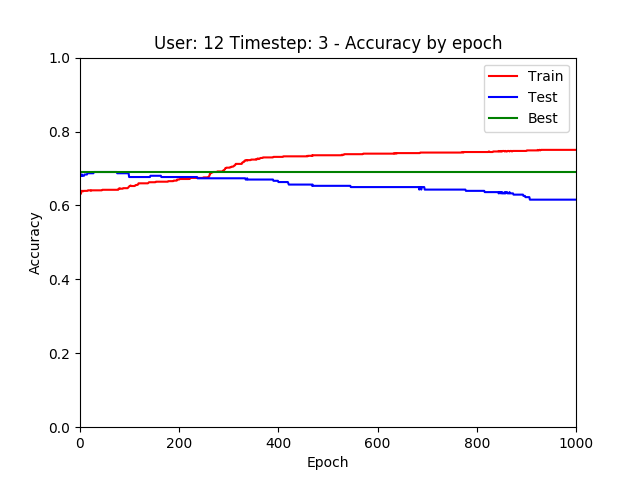 User: 12 Timestep: 3 - Accuracy by epoch
1.0
0.8
0.6
0.4
0.2
0.0
Accuracy
Train
Test
Best
0 200 400 600 800 1000
Epoch